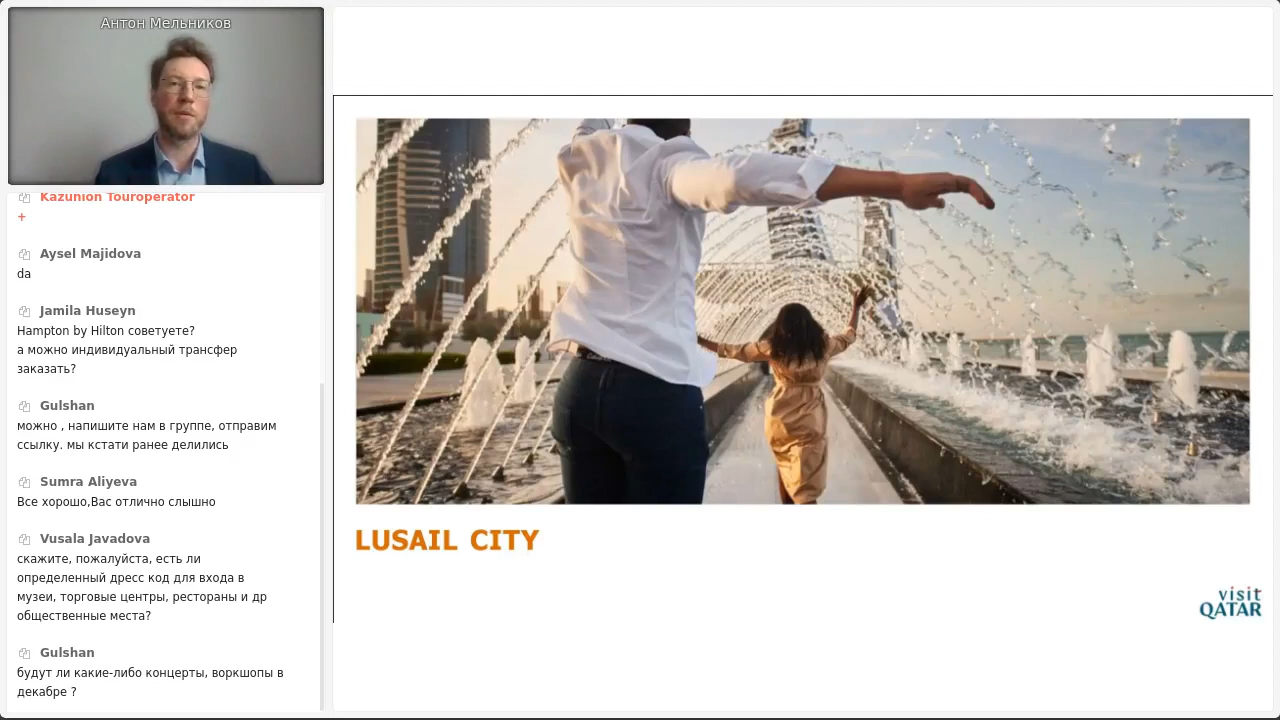 Антон Мельников
Kazunion Touroperator
+
Aysel Majidova
da
Jamila Huseyn
Hampton by Hilton советуете?
а можно индивидуальный трансфер
заказать?
Gulshan
можно , напишите нам в группе, отправим
ссылку. мы кстати ранее делились
Sumra Aliyeva
Все хорошо,Вас отлично слышно
Vusala Javadova
скажите, пожалуйста, есть ли
определенный дресс код для входа в
музеи, торговые центры, рестораны и др
общественные места?
Gulshan
будут ли какие-либо концерты, воркшопы в
декабре ?
LUSAIL CITY
visit
QATAR